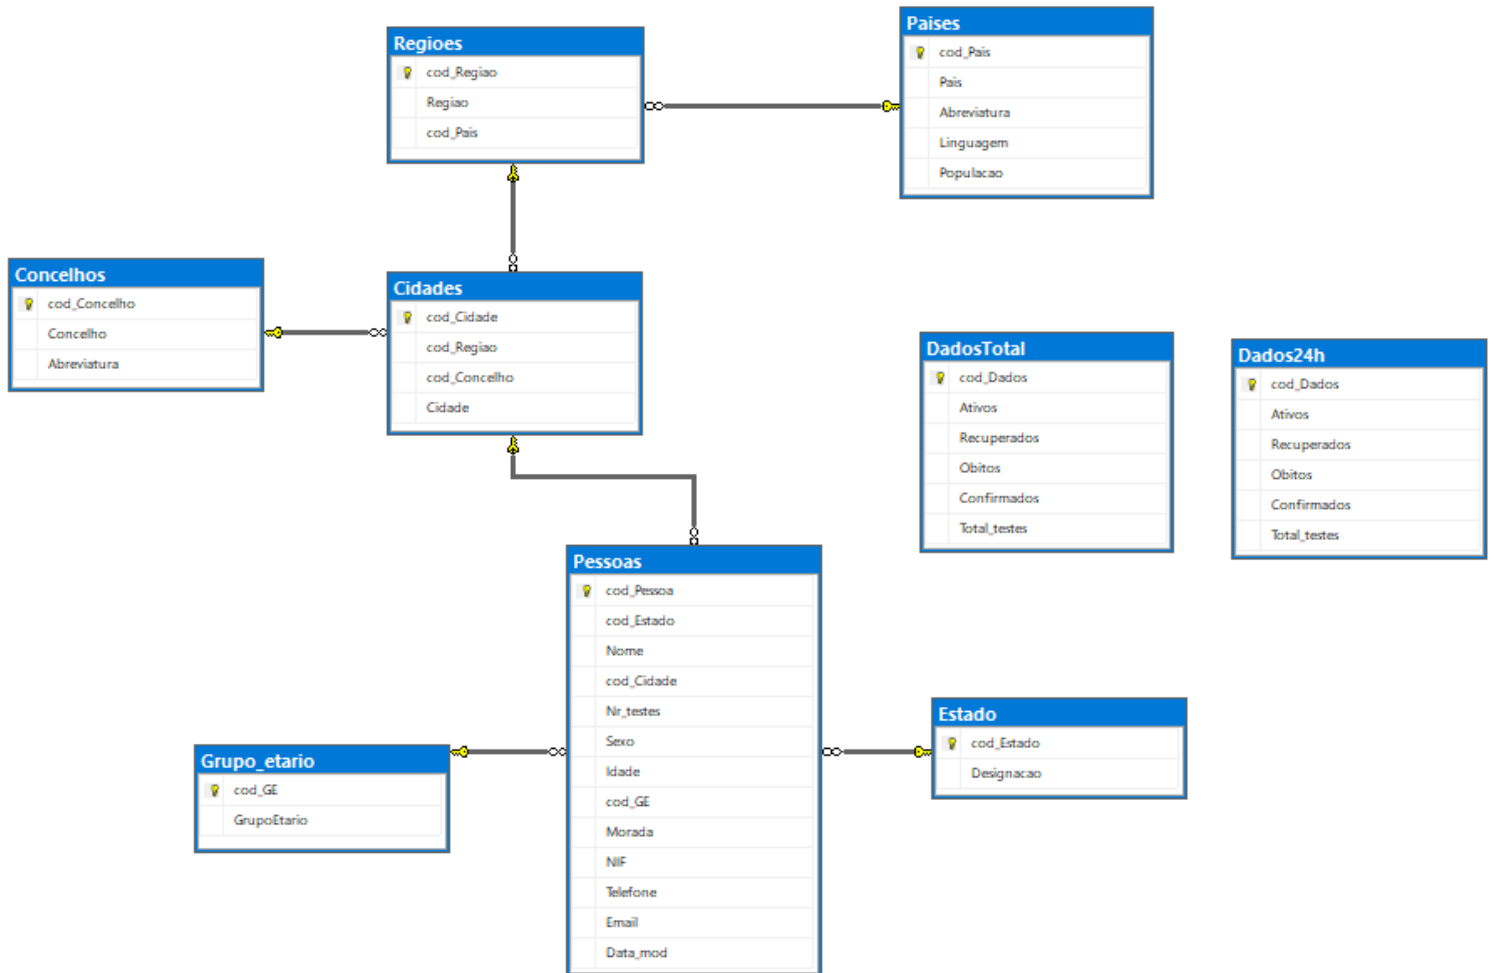 Regioes
cod_Regiao
Regiao
cod_Pais
Paises
cod_Pais
Pais
Abreviatura
Linguagem
Populacao
Concelhos
cod_Concelho
Concelho
Abreviatura
Cidades
cod_Cidade
cod_Regiao
cod_Concelho
Cidade
DadosTotal
cod_Dados
Ativos
Recuperados
Obitos
Confirmados
Total_testes
Dados24h
cod_Dados
Ativos
Recuperados
Obitos
Confirmados
Total_testes
Pessoas
cod_Pessoa
cod_Estado
Nome
cod_Cidade
Nr_testes
Sexo
Idade
cod_GE
Morada
NIF
Telefone
Email
Data_mod
Grupo_etario
cod_GE
GrupoEtario
Estado
cod_Estado
Designacao